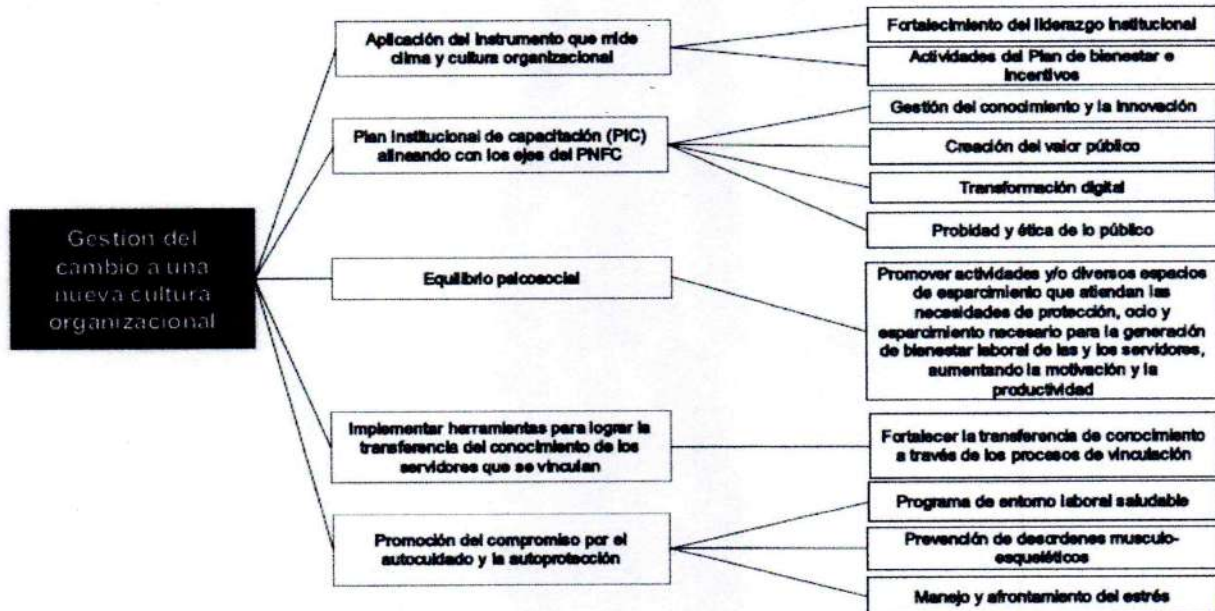 Gestion del
cambio a una
nueva cultura
organizacional
Aplicación del instrumento que mide
clima y cultura organizacional
Fortalecimiento del liderazgo institucional
Actividades del Plan de bienestar e
incentivos
Plan institucional de capacitación (PIC)
alineando con los ejes del PNFC
Gestión del conocimiento y la innovación
Creación del valor público
Transformación digital
Probidad y ética de lo público
Equilibrio psicosocial
Promover actividades y/o diversos espacios
de esparcimiento que atiendan las
necesidades de protección, ocio y
esparcimiento necesario para la generación
de bienestar laboral de las y los servidores,
aumentando la motivación y la
productividad
Implementar herramientas para lograr la
transferencia del conocimiento de los
servidores que se vinculan
Fortalecer la transferencia de conocimiento
a través de los procesos de vinculación
Promoción del compromiso por el
autocuidado y la autoprotección
Programa de entorno laboral saludable
Prevención de desordenes musculo-
esqueléticos
Manejo y afrontamiento del estrés